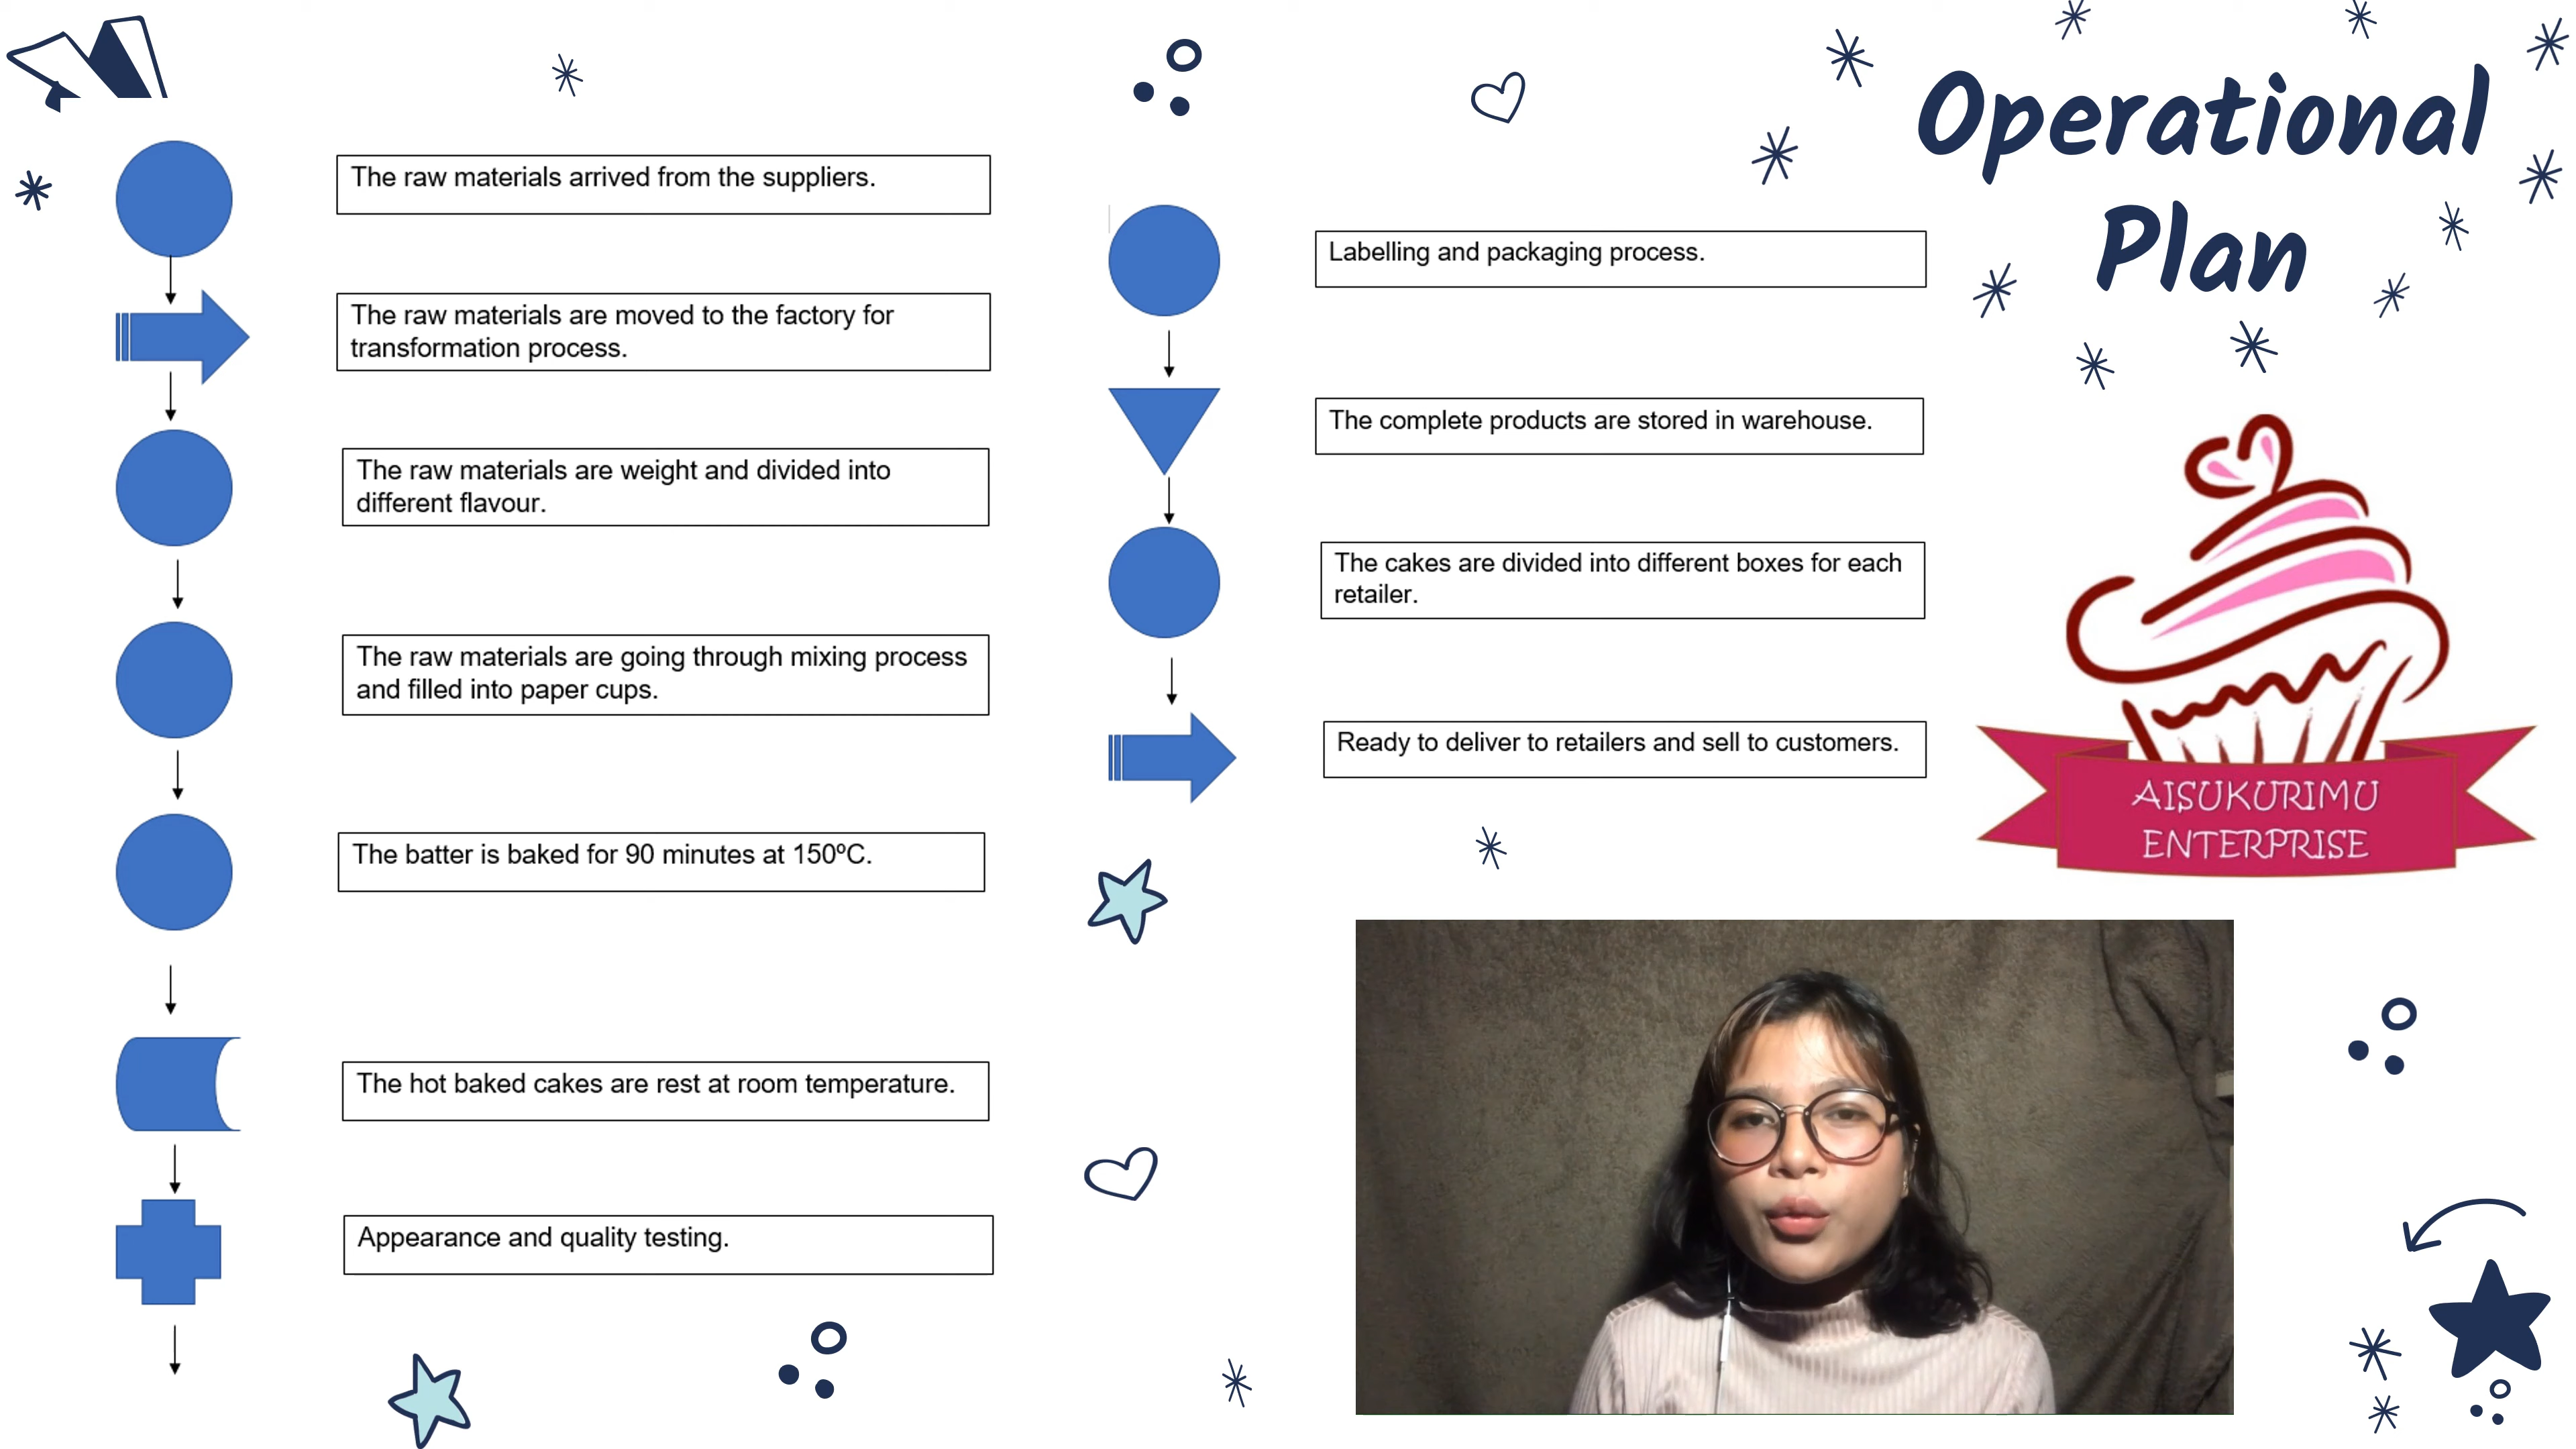 Operational
Plan
The raw materials arrived from the suppliers.
The raw materials are moved to the factory for
transformation process.
The raw materials are weight and divided into
different flavour.
The raw materials are going through mixing process
and filled into paper cups.
The batter is baked for 90 minutes at 150ºC.
The hot baked cakes are rest at room temperature.
Appearance and quality testing.
Labelling and packaging process.
The complete products are stored in warehouse.
The cakes are divided into different boxes for each
retailer.
Ready to deliver to retailers and sell to customers.
AISUKURIMU
ENTERPRISE